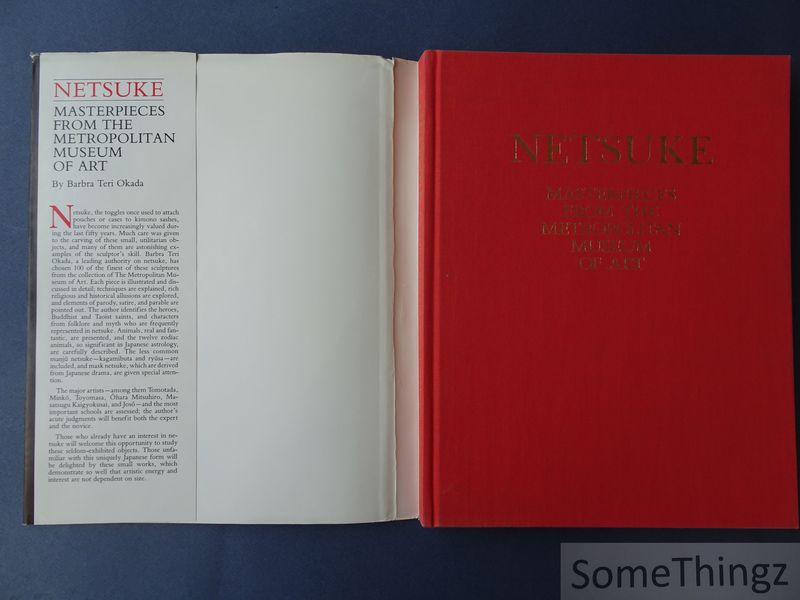 NETSUKE
MASTERPIECES
FROM THE
METROPOLITAN
MUSEUM
OF ART
By Barbra Teri Okada
Netsuke, the toggles once used to attach
pouches or cases to kimono sashes,
have become increasingly valued dur-
ing the last fifty years. Much care was given
to the carving of these small, utilitarian ob-
jects, and many of them are astonishing ex-
amples of the sculptor's skill. Barbra Teri
Okada, a leading authority on netsuke, has
chosen 100 of the finest of these sculptures
from the collection of The Metropolitan Mu-
seum of Art. Each piece is illustrated and dis-
cussed in detail; techniques are explained, rich
religious and historical allusions are explored,
and elements of parody, satire, and parable are
pointed out. The author identifies the heroes,
Buddhist and Taoist saints, and characters
from folklore and myth who are frequently
represented in netsuke. Animals, real and fan-
tastic, are presented, and the twelve zodiac
animals, so significant in Japanese astrology,
are carefully described. The less common
manjū netsuke—kagamibuta and ryūsa—are
included, and mask netsuke, which are derived
from Japanese drama, are given special atten-
tion.
The major artists—among them Tomotada,
Minkō, Toyomasa, Ōhara Mitsuhiro, Ma-
satsugu Kaigyokusai, and Josō—and the most
important schools are assessed; the author's
acute judgments will benefit both the expert
and the novice.
Those who already have an interest in ne-
tsuke will welcome this opportunity to study
these seldom-exhibited objects. Those unfa-
miliar with this uniquely Japanese form will
be delighted by these small works, which
demonstrate so well that artistic energy and
interest are not dependent on size.
NETSUKE
MASTERPIECES
FROM THE
METROPOLITAN
MUSEUM
OF ART
SomeThingz